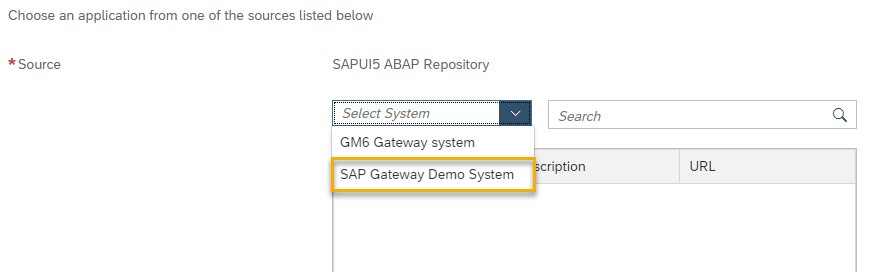 Choose an application from one of the sources listed below
*Source
SAPUI5 ABAP Repository
Select System
Search
GM6 Gateway system
SAP Gateway Demo System
scription
URL